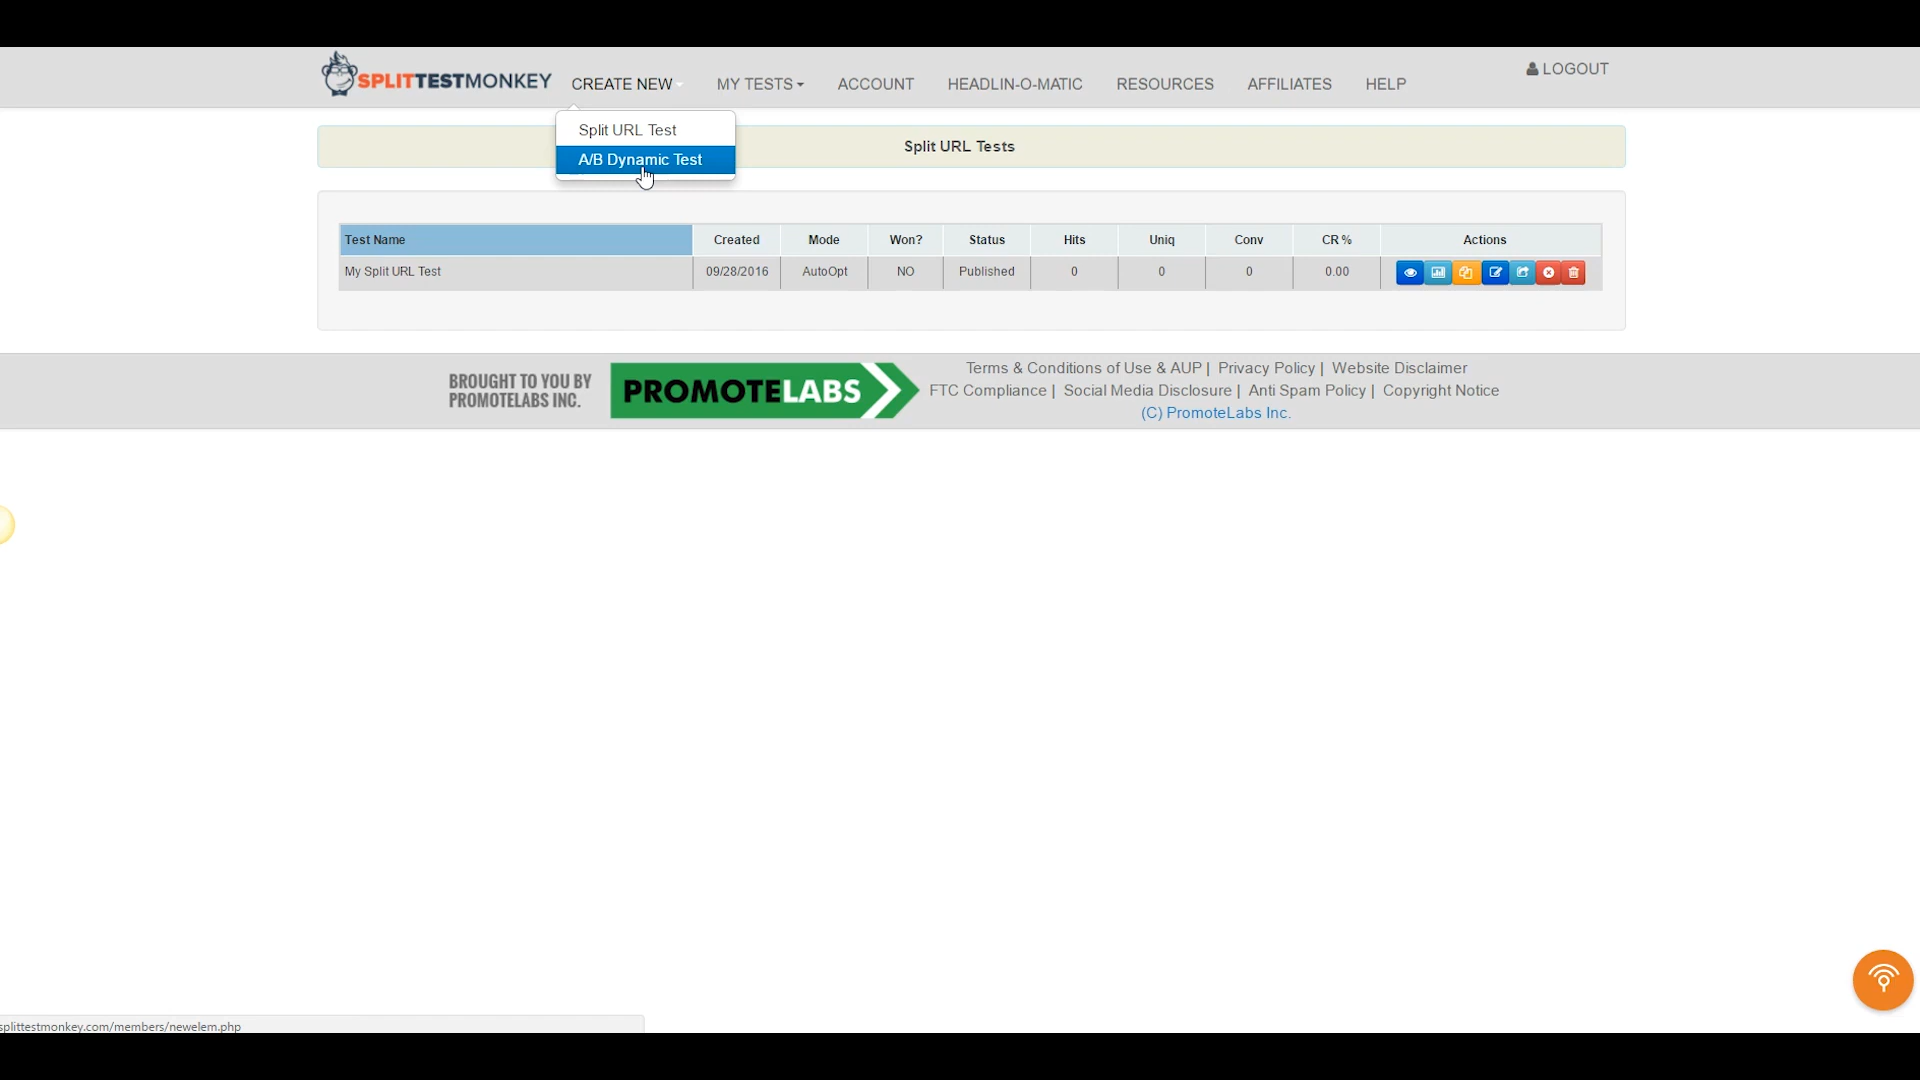 SPLITTESTMONKEY CREATE NEW MY TESTS ACCOUNT HEADLIN-O-MATIC RESOURCES AFFILIATES HELP LOGOUT
Split URL Test
A/B Dynamic Test
Split URL Tests
Test Name Created Mode Won? Status Hits Uniq Conv CR % Actions
My Split URL Test 09/28/2016 AutoOpt NO Published 0 0 0 0.00
BROUGHT TO YOU BY
PROMOTELABS INC.
PROMOTELABS
Terms & Conditions of Use & AUP | Privacy Policy | Website Disclaimer
FTC Compliance | Social Media Disclosure | Anti Spam Policy | Copyright Notice
(C) PromoteLabs Inc.
splittestmonkey.com/members/newelem.php